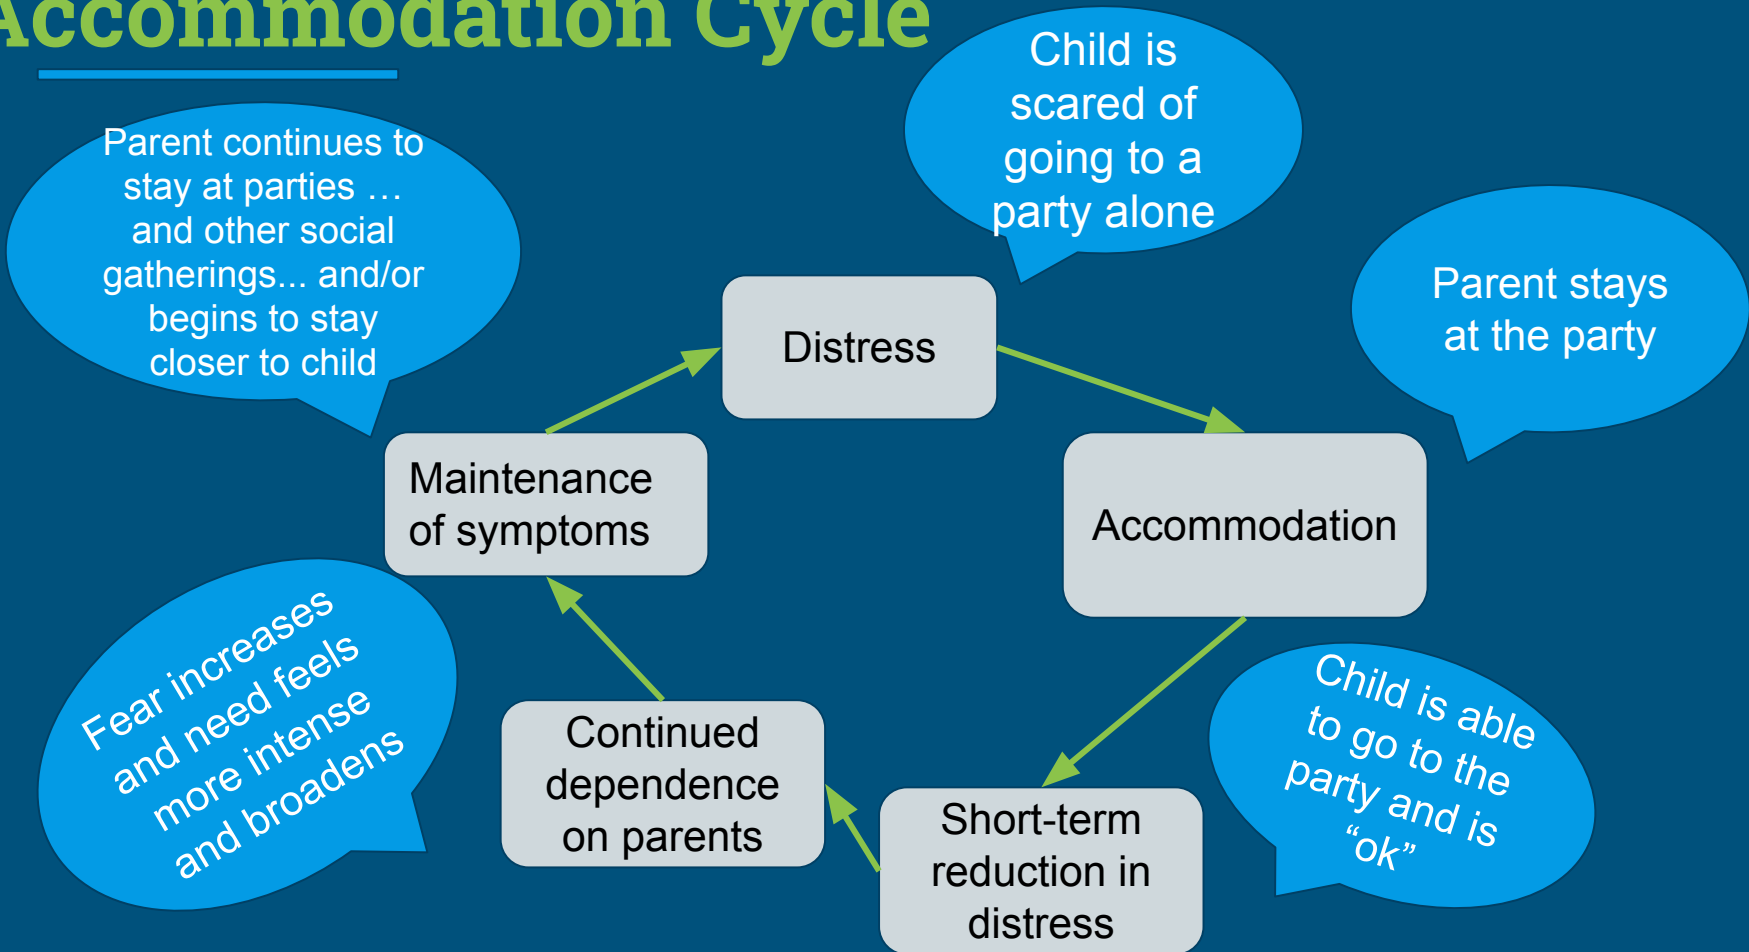 Accommodation Cycle
Child is
scared of
going to a
party alone
Parent continues to
stay at parties …
and other social
gatherings... and/or
begins to stay
closer to child
Parent stays
at the party
Distress
Maintenance
of symptoms
Accommodation
Fear increases
and need feels
more intense
and broadens
Child is able
to go to the
party and is
“ok”
Continued
dependence
on parents
Short-term
reduction in
distress